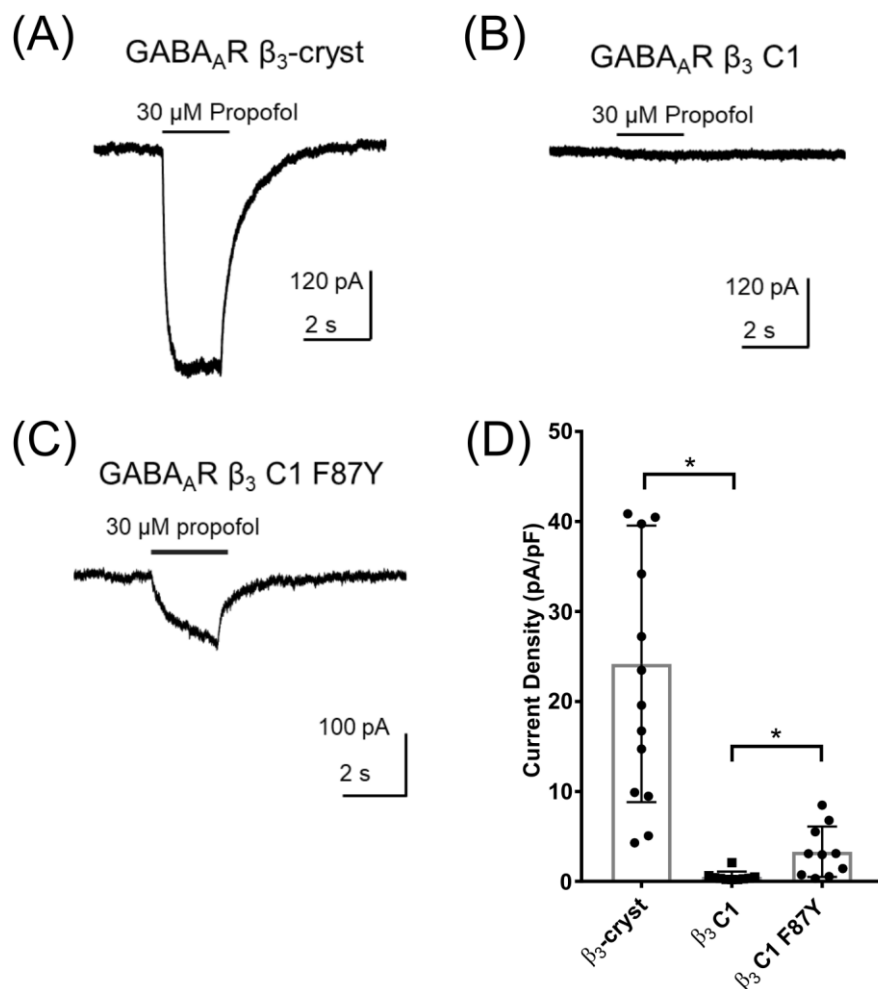 (A)
GABAAR β3-cryst
30 µM Propofol
120 pA
2 s
(B)
GABAAR β3 C1
30 µM Propofol
120 pA
2 s
(C)
GABAAR β3 C1 F87Y
30 µM propofol
100 pA
2 s
(D)
Current Density (pA/pF)
50
40
30
20
10
0
*
*
β3-cryst
β3 C1
β3 C1 F87Y